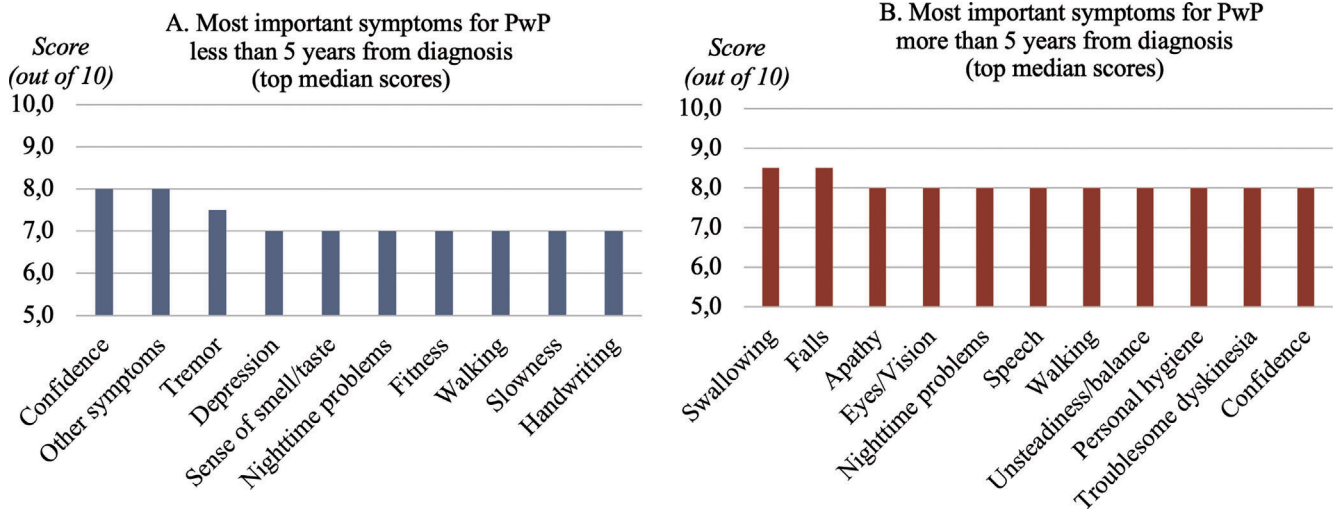 A. Most important symptoms for PwP
less than 5 years from diagnosis
(top median scores)
Score
(out of 10)
10,0
9,0
8,0
7,0
6,0
5,0
Confidence
Other symptoms
Tremor
Depression
Sense of smell/taste
Nighttime problems
Fitness
Walking
Slowness
Handwriting
B. Most important symptoms for PwP
more than 5 years from diagnosis
(top median scores)
Score
(out of 10)
10,0
9,0
8,0
7,0
6,0
5,0
Swallowing
Falls
Apathy
Eyes/Vision
Nighttime problems
Speech
Walking
Unsteadiness/balance
Personal hygiene
Troublesome dyskinesia
Confidence